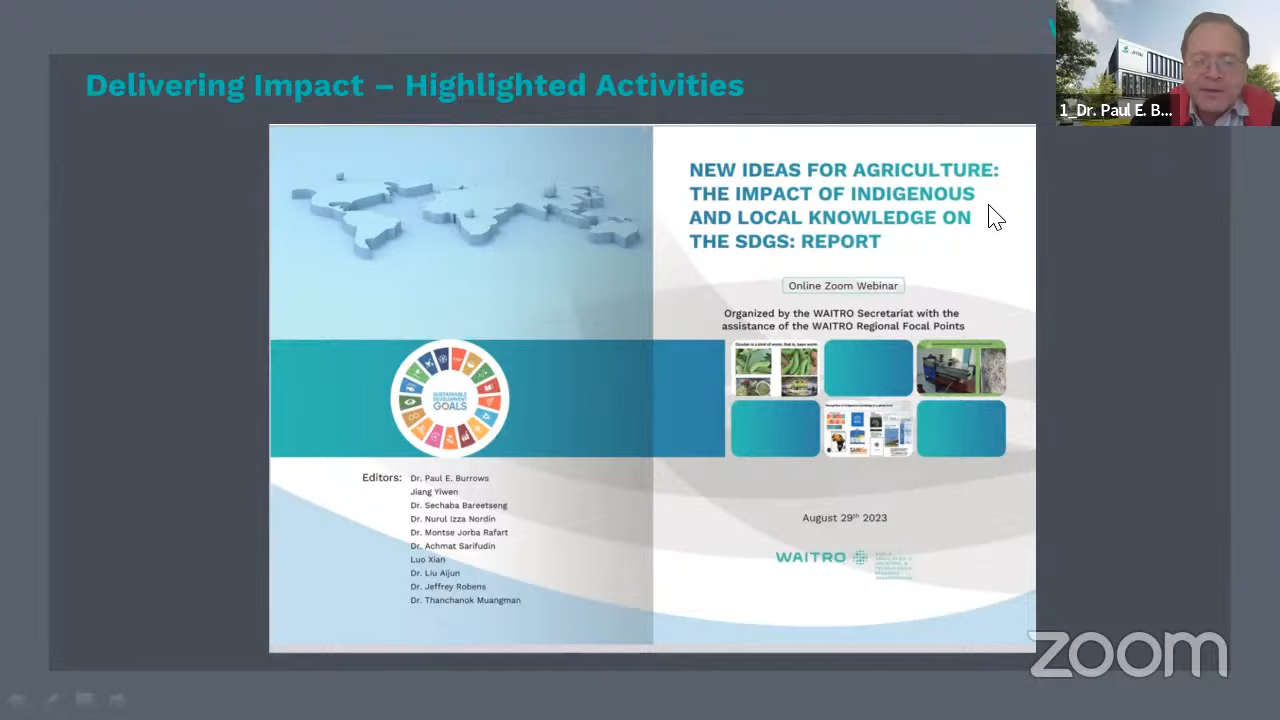 Delivering Impact – Highlighted Activities
1_Dr. Paul E. B...
NEW IDEAS FOR AGRICULTURE:
THE IMPACT OF INDIGENOUS
AND LOCAL KNOWLEDGE ON
THE SDGS: REPORT
Online Zoom Webinar
Organized by the WAITRO Secretariat with the
assistance of the WAITRO Regional Focal Points
SUSTAINABLE
DEVELOPMENT
GOALS
Editors:
Dr. Paul E. Burrows
Jiang Yiwen
Dr. Sechaba Bareetseng
Dr. Nurul Izza Nordin
Dr. Montse Jorba Rafart
Dr. Achmat Sarifudin
Luo Xian
Dr. Liu Aijun
Dr. Jeffrey Robens
Dr. Thanchanok Muangman
August 29th 2023
WAITRO
zoom